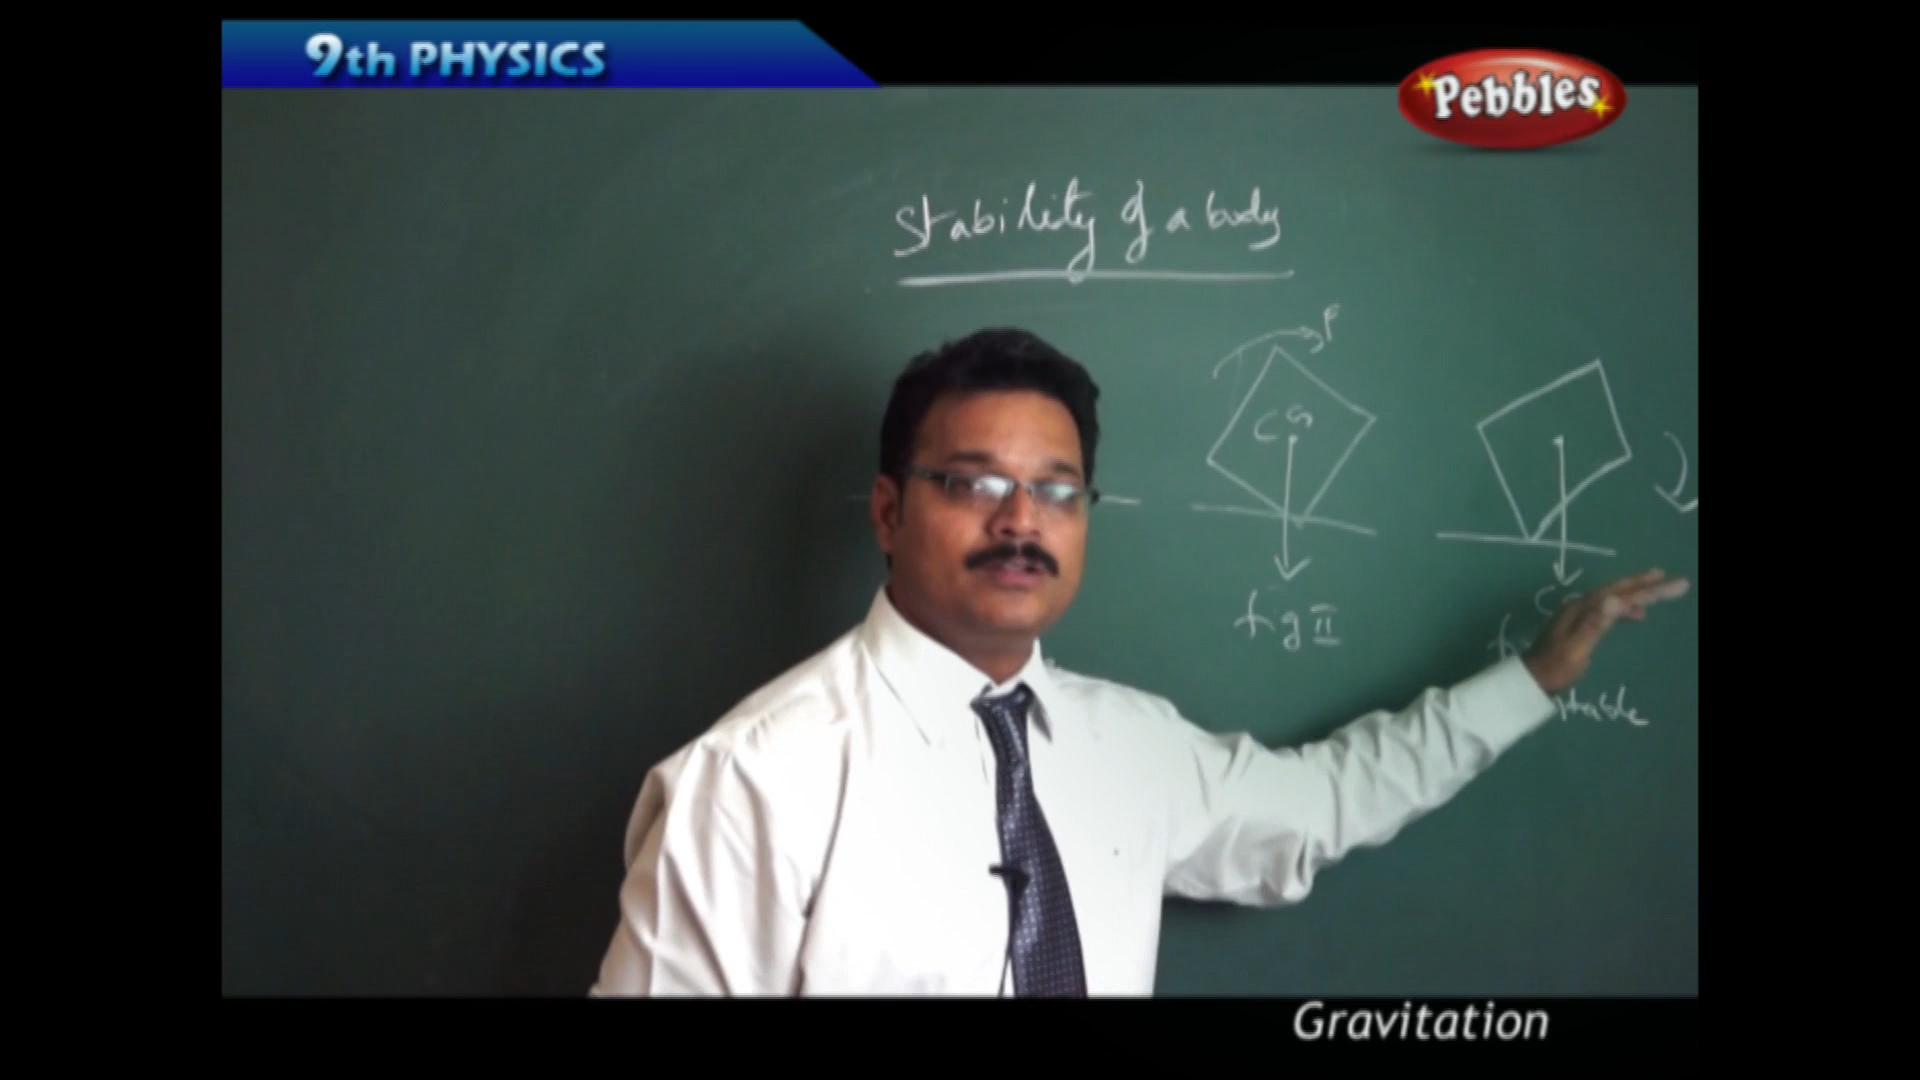 9th PHYSICS
Pebbles
Stability of a body
F
CG
fig II
Gravitation